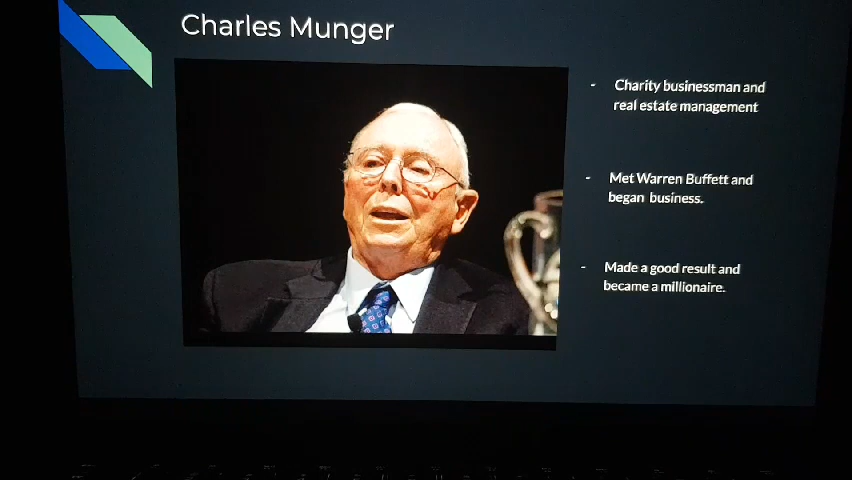 Charles Munger
- Charity businessman and
real estate management
- Met Warren Buffett and
began business.
- Made a good result and
became a millionaire.